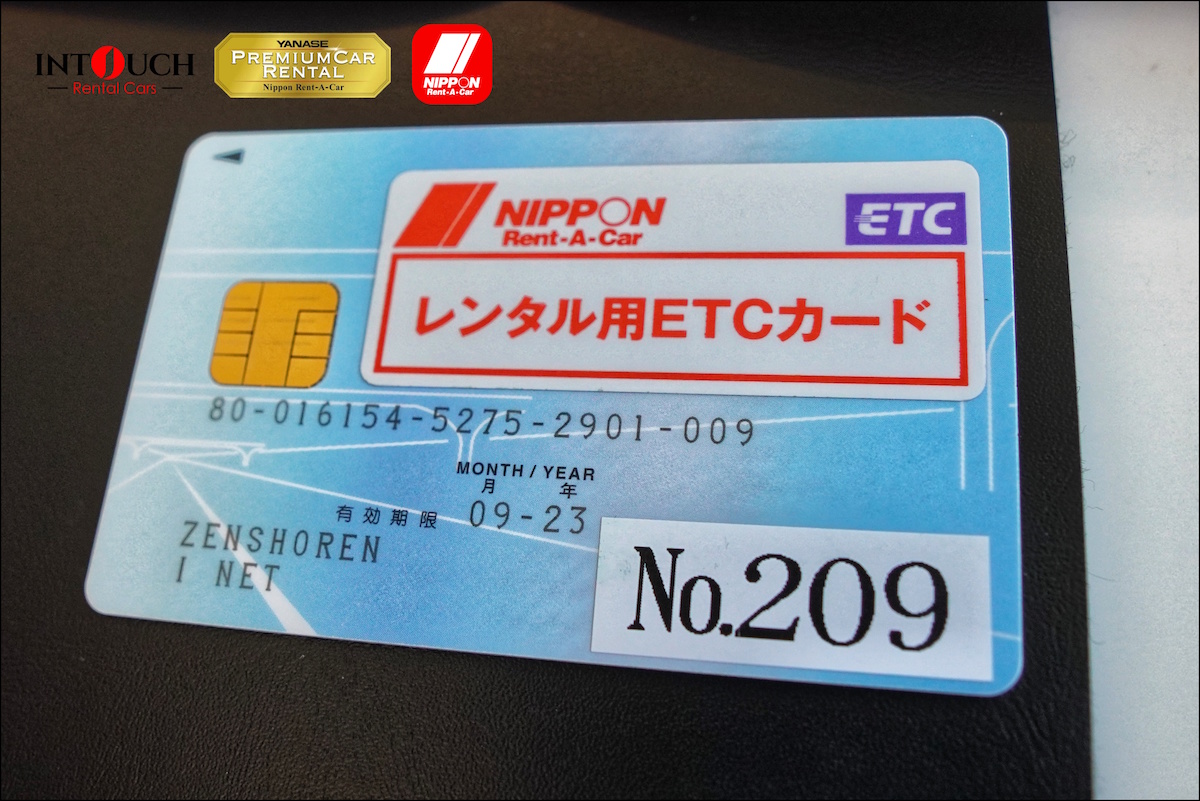 INTOUCH
Rental Cars
YANASE
PREMIUMCAR
RENTAL
Nippon Rent-A-Car
NIPPON
Rent-A-Car
NIPPON
Rent-A-Car
ETC
レンタル用ETCカード
80-016154-5275-2901-009
MONTH/YEAR
月 年
有効期限 09-23
ZENSHOREN
I NET
No.209